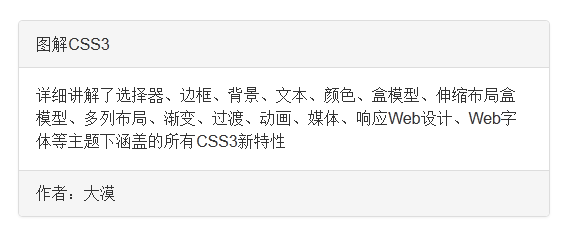 图解CSS3
详细讲解了选择器、边框、背景、文本、颜色、盒模型、伸缩布局盒
模型、多列布局、渐变、过渡、动画、媒体、响应Web设计、Web字
体等主题下涵盖的所有CSS3新特性
作者：大漠